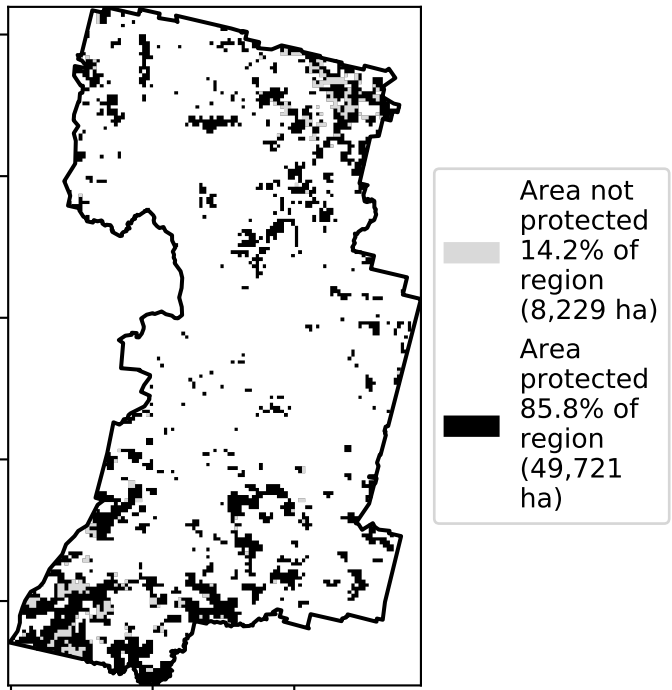 Area not
protected
14.2% of
region
(8,229 ha)
Area
protected
85.8% of
region
(49,721
ha)